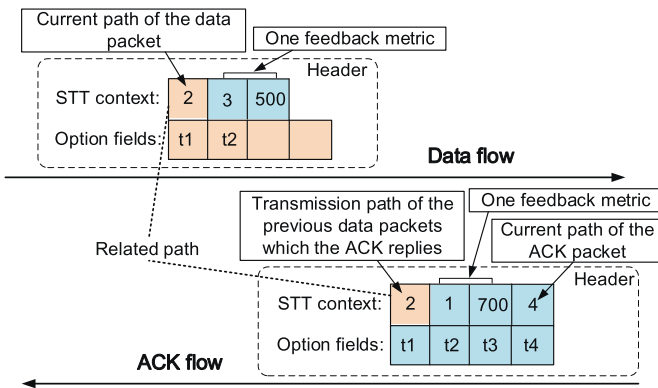 Current path of the data
packet
One feedback metric
Header
STT context: 2 3 500
Option fields: t1 t2
Data flow
Transmission path of the
previous data packets
which the ACK replies
One feedback metric
Current path of the
ACK packet
Related path
Header
STT context: 2 1 700 4
Option fields: t1 t2 t3 t4
ACK flow